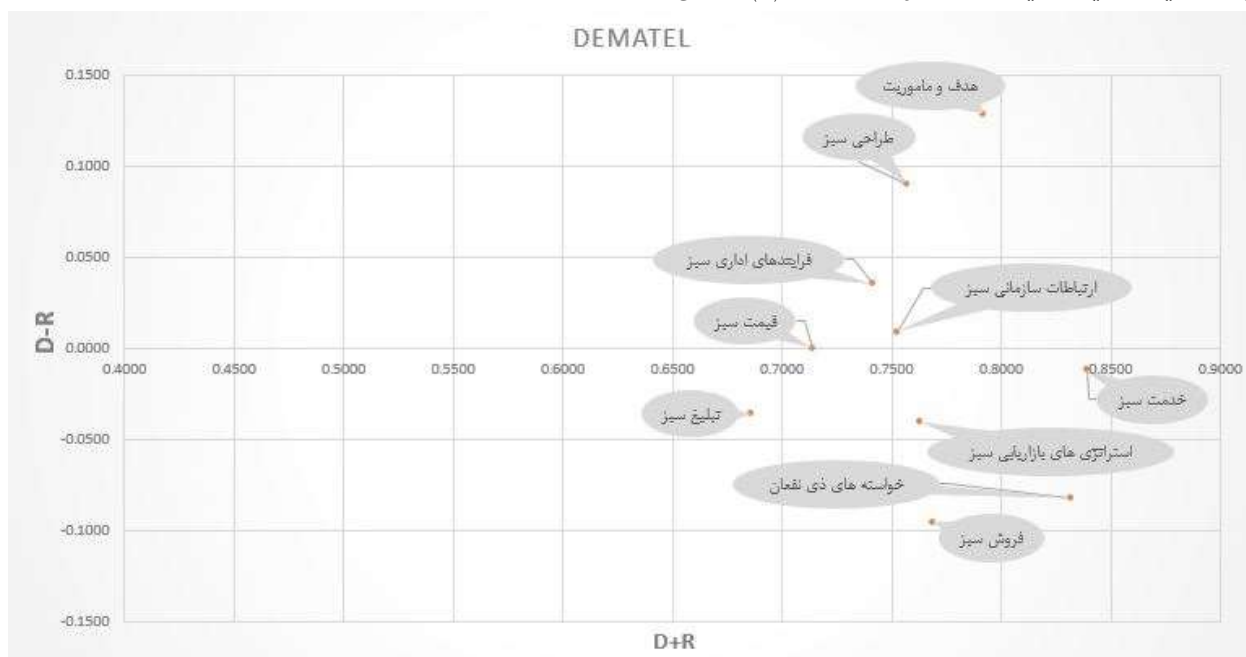 DEMATEL
0.1500
هدف و ماموریت
طراحی سبز
0.1000
0.0500
فرایندهای اداری سبز
ارتباطات سازمانی سبز
قیمت سبز
D-R
0.0000
0.4000 0.4500 0.5000 0.5500 0.6000 0.6500 0.7000 0.7500 0.8000 0.8500 0.9000
خدمت سبز
تبلیغ سبز
-0.0500
استراتژی های بازاریابی سبز
خواسته های ذی نفعان
-0.1000
فروش سبز
-0.1500
D+R